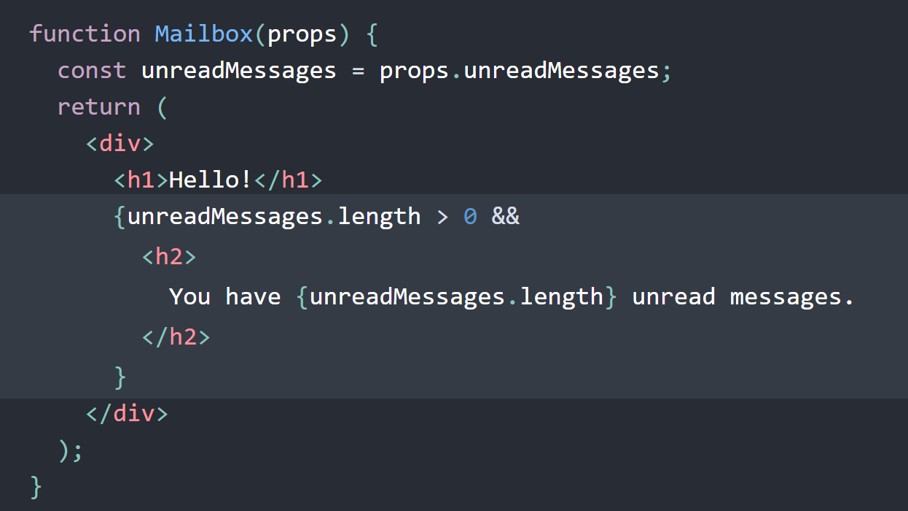 function Mailbox(props) {
  const unreadMessages = props.unreadMessages;
  return (
    <div>
      <h1>Hello!</h1>
      {unreadMessages.length > 0 &&
        <h2>
          You have {unreadMessages.length} unread messages.
        </h2>
      }
    </div>
  );
}